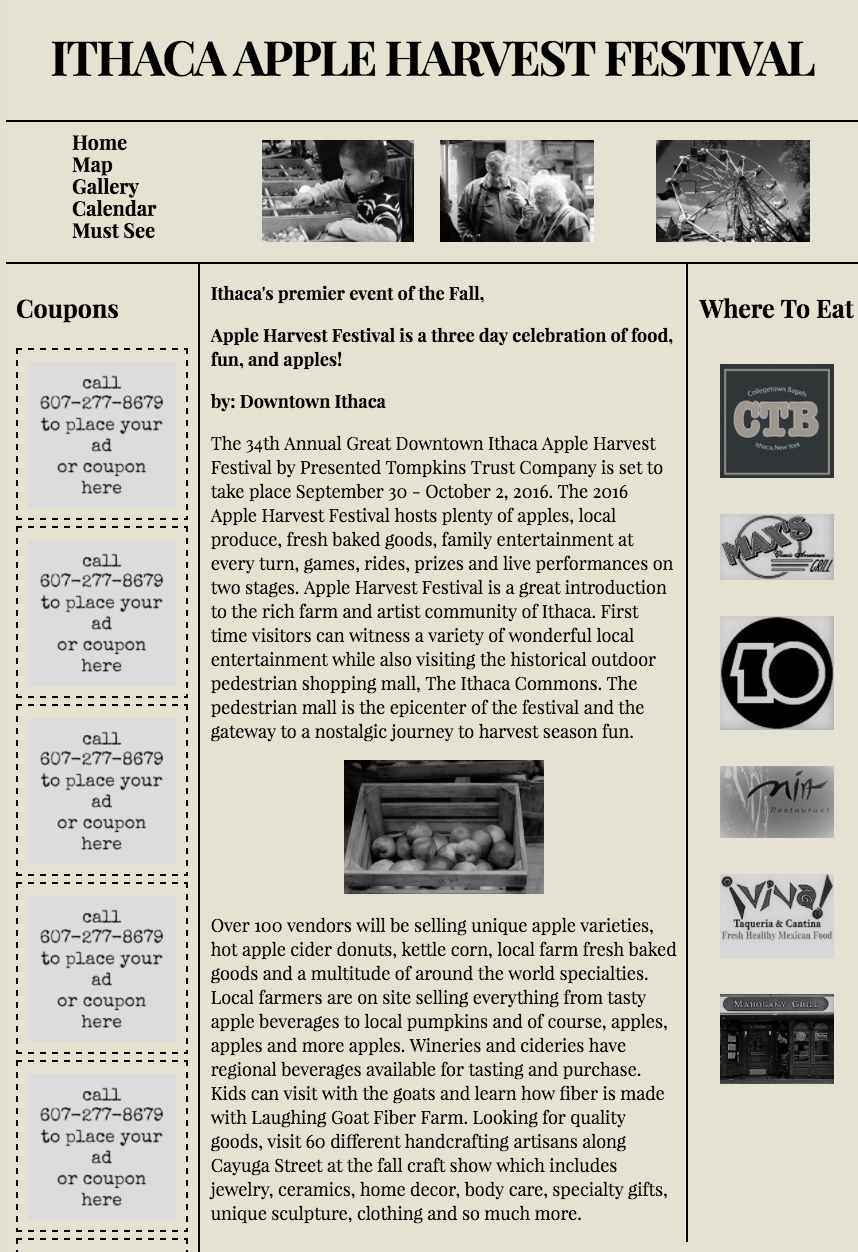 ITHACA APPLE HARVEST FESTIVAL
Home
Map
Gallery
Calendar
Must See
Coupons
call
607-277-8679
to place your
ad
or coupon
here
call
607-277-8679
to place your
ad
or coupon
here
call
607-277-8679
to place your
ad
or coupon
here
call
607-277-8679
to place your
ad
or coupon
here
call
607-277-8679
to place your
ad
or coupon
here
Ithaca's premier event of the Fall,
Apple Harvest Festival is a three day celebration of food,
fun, and apples!
by: Downtown Ithaca
The 34th Annual Great Downtown Ithaca Apple Harvest
Festival by Presented Tompkins Trust Company is set to
take place September 30 - October 2, 2016. The 2016
Apple Harvest Festival hosts plenty of apples, local
produce, fresh baked goods, family entertainment at
every turn, games, rides, prizes and live performances on
two stages. Apple Harvest Festival is a great introduction
to the rich farm and artist community of Ithaca. First
time visitors can witness a variety of wonderful local
entertainment while also visiting the historical outdoor
pedestrian shopping mall, The Ithaca Commons. The
pedestrian mall is the epicenter of the festival and the
gateway to a nostalgic journey to harvest season fun.
Over 100 vendors will be selling unique apple varieties,
hot apple cider donuts, kettle corn, local farm fresh baked
goods and a multitude of around the world specialties.
Local farmers are on site selling everything from tasty
apple beverages to local pumpkins and of course, apples,
apples and more apples. Wineries and cideries have
regional beverages available for tasting and purchase.
Kids can visit with the goats and learn how fiber is made
with Laughing Goat Fiber Farm. Looking for quality
goods, visit 60 different handcrafting artisans along
Cayuga Street at the fall craft show which includes
jewelry, ceramics, home decor, body care, specialty gifts,
unique sculpture, clothing and so much more.
Where To Eat
Collegetown Bagels
CTB
Ithaca, New York
MAX'S
Classic American
GRILL
10
mia
Restaurant
¡ViVa!
Taqueria & Cantina
Fresh Healthy Mexican Food
MAHOGANY GRILL